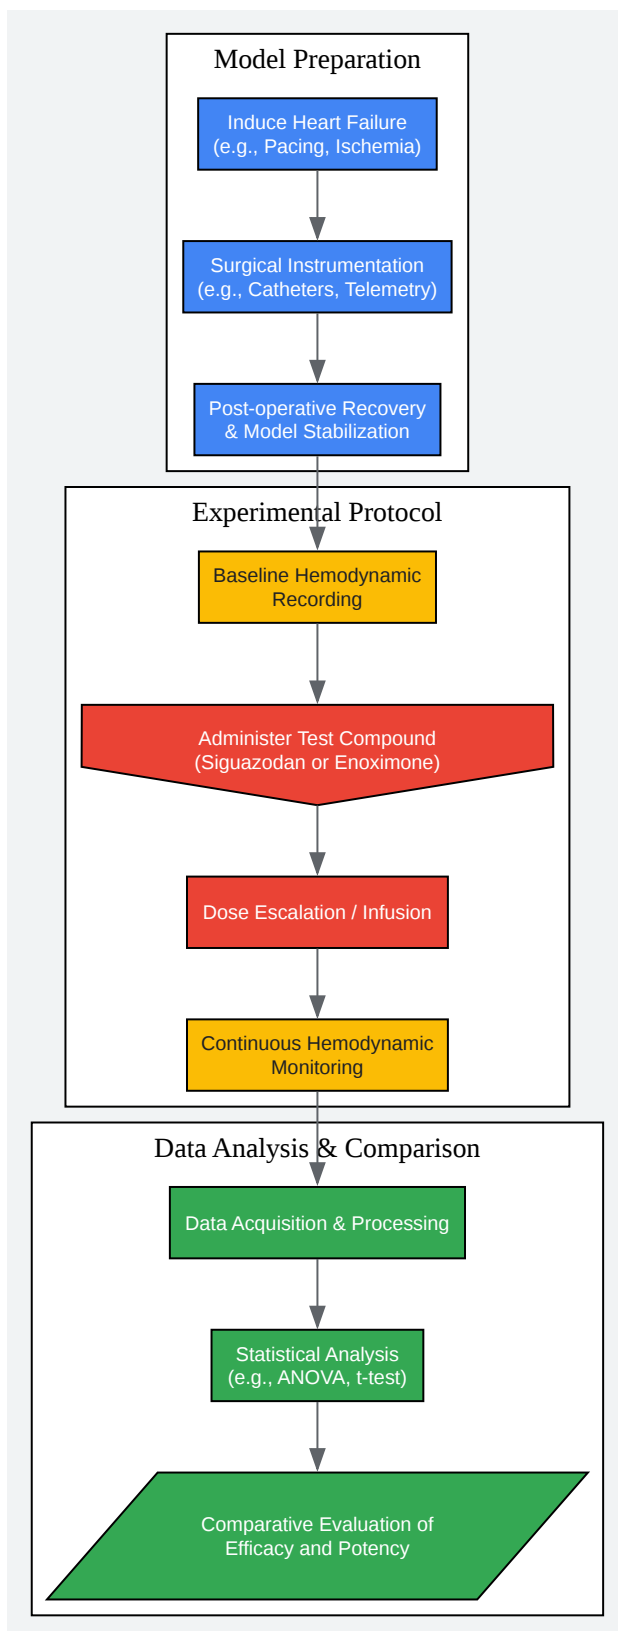 Model Preparation
Induce Heart Failure
(e.g., Pacing, Ischemia)
Surgical Instrumentation
(e.g., Catheters, Telemetry)
Post-operative Recovery
& Model Stabilization
Experimental Protocol
Baseline Hemodynamic
Recording
Administer Test Compound
(Siguazodan or Enoximone)
Dose Escalation / Infusion
Continuous Hemodynamic
Monitoring
Data Analysis & Comparison
Data Acquisition & Processing
Statistical Analysis
(e.g., ANOVA, t-test)
Comparative Evaluation of
Efficacy and Potency